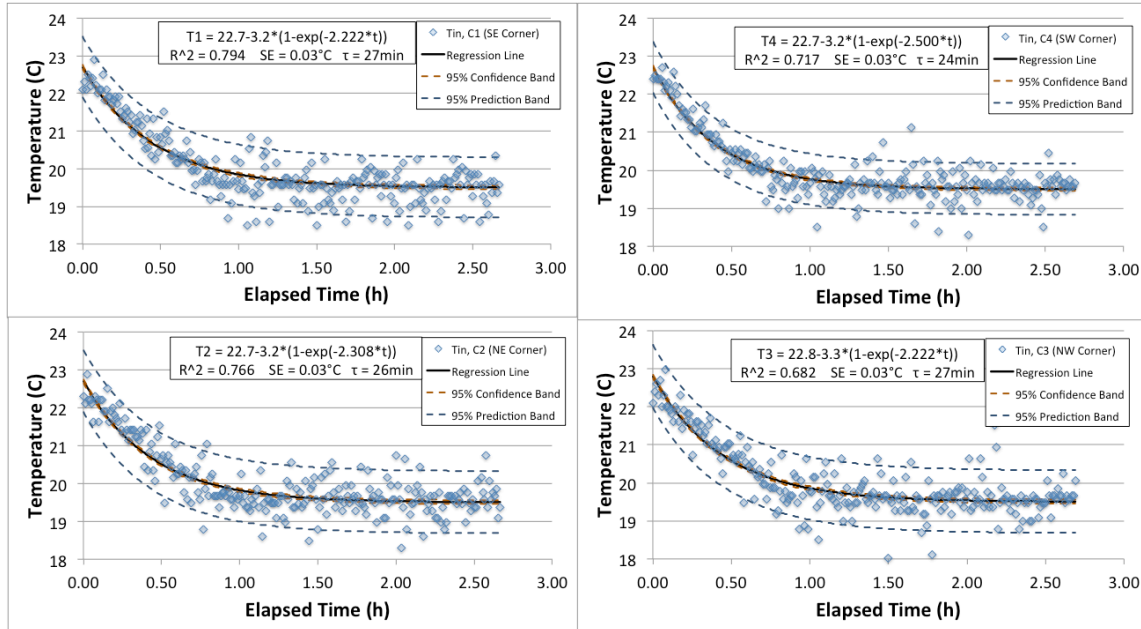 T1 = 22.7-3.2*(1-exp(-2.222*t))
R^2 = 0.794 SE = 0.03°C τ = 27min
Tin, C1 (SE Corner)
Regression Line
95% Confidence Band
95% Prediction Band
Temperature (C)
24
23
22
21
20
19
18
0.00 0.50 1.00 1.50 2.00 2.50 3.00
Elapsed Time (h)
T4 = 22.7-3.2*(1-exp(-2.500*t))
R^2 = 0.717 SE = 0.03°C τ = 24min
Tin, C4 (SW Corner)
Regression Line
95% Confidence Band
95% Prediction Band
Temperature (C)
24
23
22
21
20
19
18
0.00 0.50 1.00 1.50 2.00 2.50 3.00
Elapsed Time (h)
T2 = 22.7-3.2*(1-exp(-2.308*t))
R^2 = 0.766 SE = 0.03°C τ = 26min
Tin, C2 (NE Corner)
Regression Line
95% Confidence Band
95% Prediction Band
Temperature (C)
24
23
22
21
20
19
18
0.00 0.50 1.00 1.50 2.00 2.50 3.00
Elapsed Time (h)
T3 = 22.8-3.3*(1-exp(-2.222*t))
R^2 = 0.682 SE = 0.03°C τ = 27min
Tin, C3 (NW Corner)
Regression Line
95% Confidence Band
95% Prediction Band
Temperature (C)
24
23
22
21
20
19
18
0.00 0.50 1.00 1.50 2.00 2.50 3.00
Elapsed Time (h)